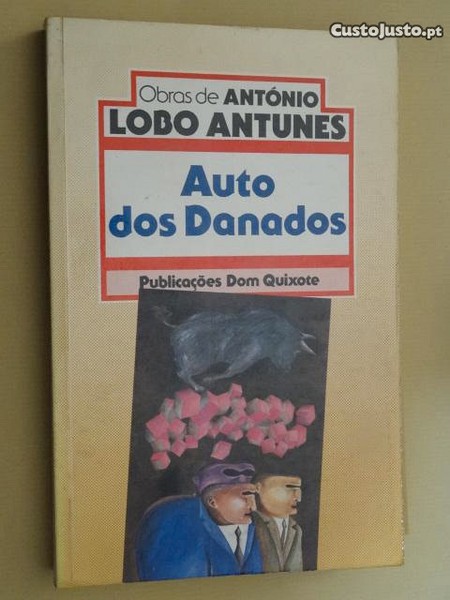 CustoJusto.pt
Obras de ANTÓNIO
LOBO ANTUNES
Auto
dos Danados
Publicações Dom Quixote